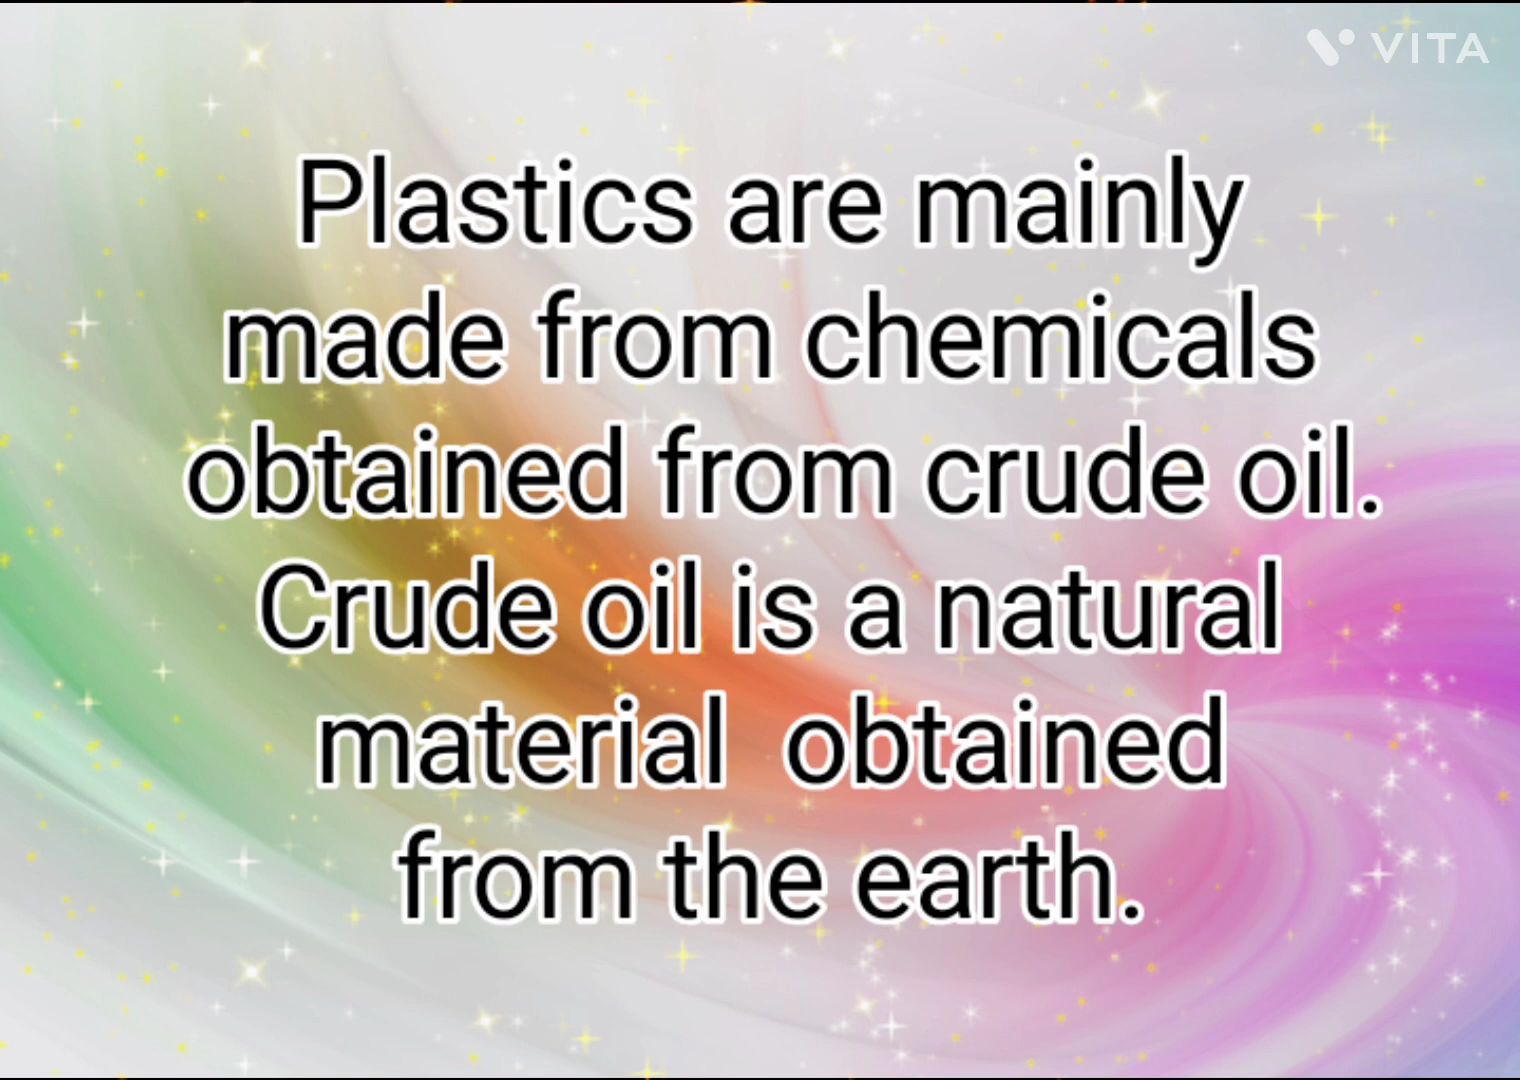 VITA
Plastics are mainly
made from chemicals
obtained from crude oil.
Crude oil is a natural
material  obtained
from the earth.